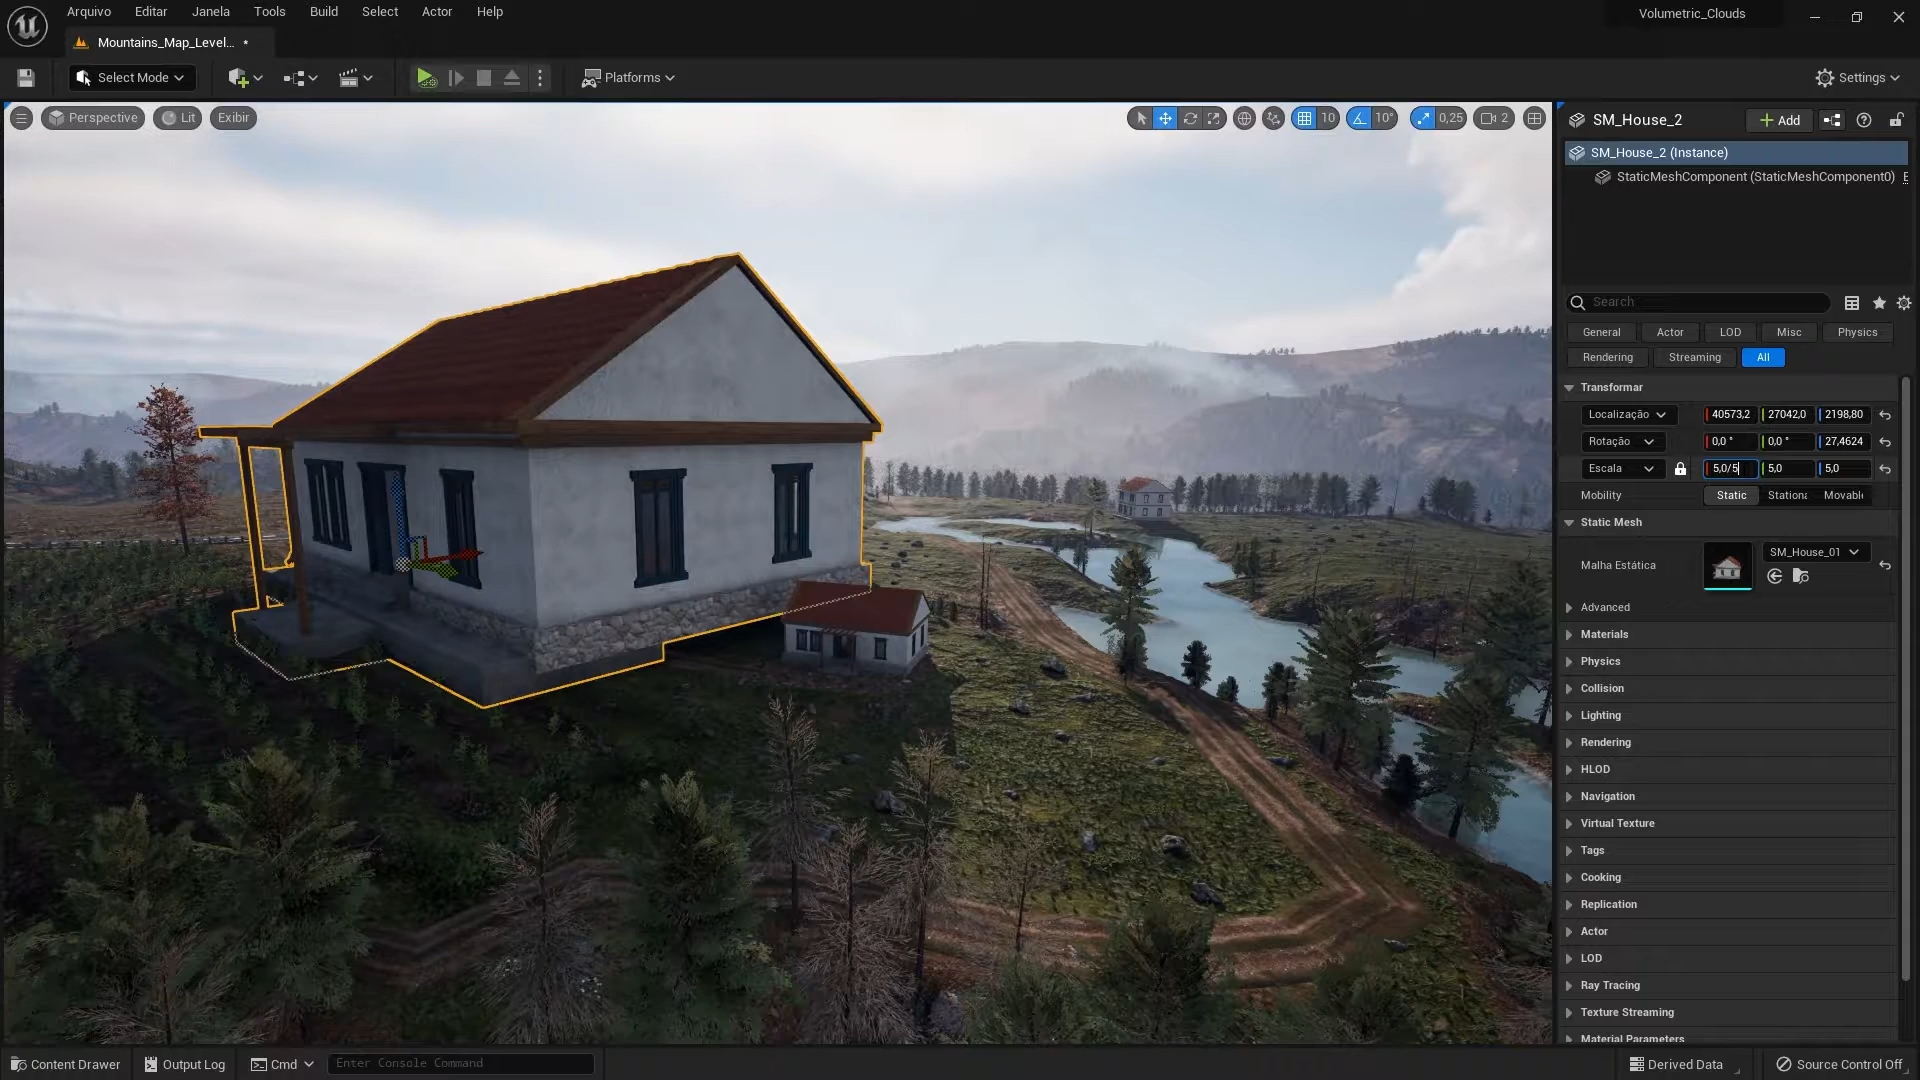 Arquivo Editar Janela Tools Build Select Actor Help
Volumetric_Clouds
Mountains_Map_Level... •
Select Mode
Platforms
Settings
Perspective Lit Exibir
10 10° 0,25 2
SM_House_2
Add
SM_House_2 (Instance)
StaticMeshComponent (StaticMeshComponent0)
Search
General Actor LOD Misc Physics
Rendering Streaming All
Transformar
Localização 40573,2 27042,0 2198,80
Rotação 0,0 ° 0,0 ° 27,4624
Escala 5,0/5 5,0 5,0
Mobility Static Stationa Movabl
Static Mesh
Malha Estática SM_House_01
Advanced
Materials
Physics
Collision
Lighting
Rendering
HLOD
Navigation
Virtual Texture
Tags
Cooking
Replication
Actor
LOD
Ray Tracing
Texture Streaming
Material Parameters
Content Drawer Output Log Cmd Enter Console Command
Derived Data Source Control Off